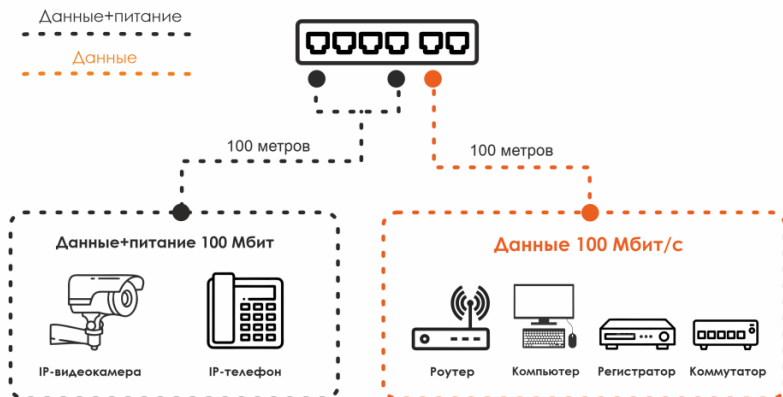 Данные+питание
Данные
100 метров
100 метров
Данные+питание 100 Мбит
Данные 100 Мбит/с
IP-видеокамера
IP-телефон
Роутер
Компьютер
Регистратор
Коммутатор